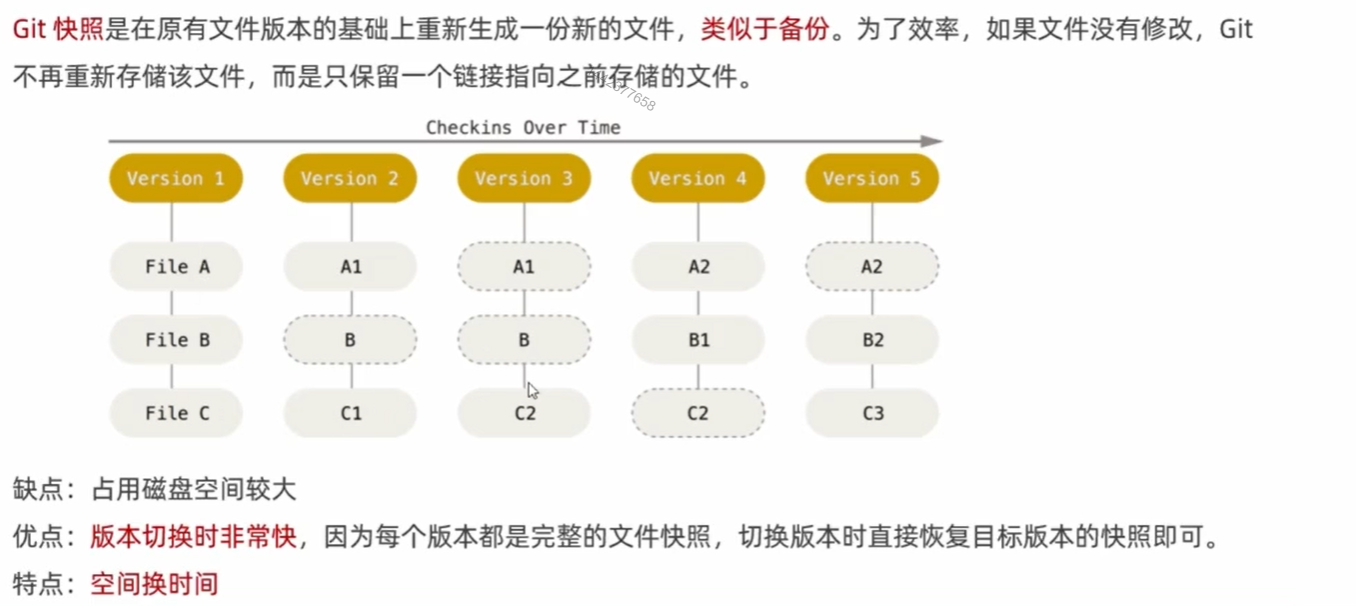 Git 快照是在原有文件版本的基础上重新生成一份新的文件，类似于备份。为了效率，如果文件没有修改，Git
不再重新存储该文件，而是只保留一个链接指向之前存储的文件。
Checkins Over Time
Version 1 Version 2 Version 3 Version 4 Version 5
File A A1 A1 A2 A2
File B B B B1 B2
File C C1 C2 C2 C3
缺点：占用磁盘空间较大
优点：版本切换时非常快，因为每个版本都是完整的文件快照，切换版本时直接恢复目标版本的快照即可。
特点：空间换时间